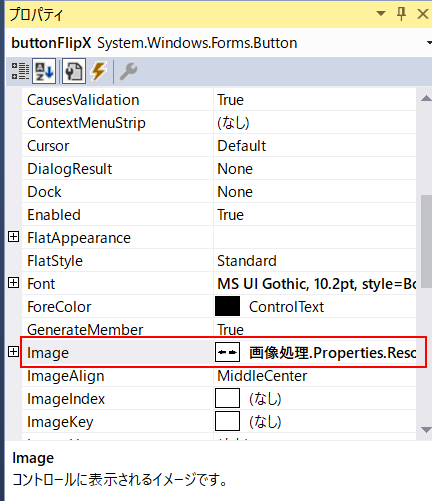 プロパティ
buttonFlipX System.Windows.Forms.Button
CausesValidation True
ContextMenuStrip (なし)
Cursor Default
DialogResult None
Dock None
Enabled True
FlatAppearance
FlatStyle Standard
Font MS UI Gothic, 10.2pt, style=Bo
ForeColor ControlText
GenerateMember True
Image 画像処理.Properties.Resc
ImageAlign MiddleCenter
ImageIndex (なし)
ImageKey (なし)
Image
コントロールに表示されるイメージです。